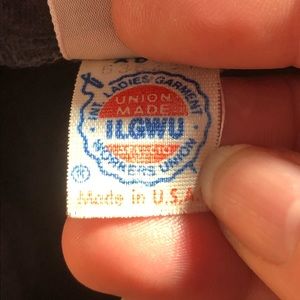 INT. LADIES' GARMENT
UNION
MADE
ILGWU
WORKERS UNION
®
Made in U.S.A.